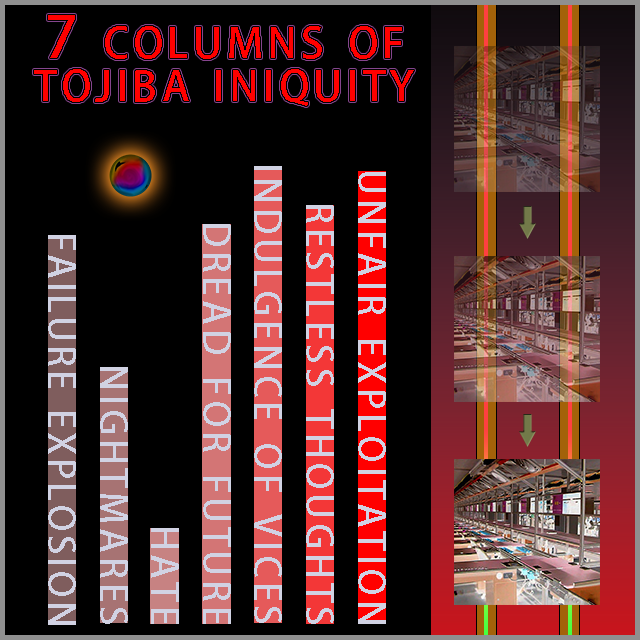 7 COLUMNS OF
TOJIBA INIQUITY
FAILURE EXPLOSION
NIGHTMARES
HATE
DREAD FOR FUTURE
INDULGENCE OF VICES
RESTLESS THOUGHTS
UNFAIR EXPLOITATION